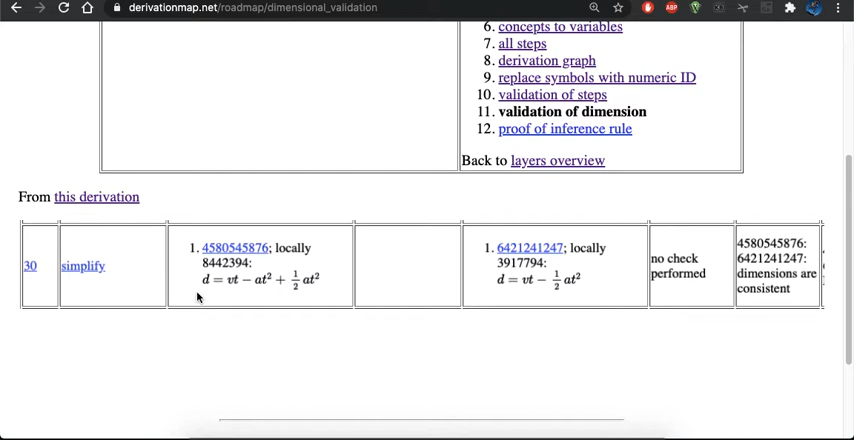 derivationmap.net/roadmap/dimensional_validation
ABP
6. concepts to variables
7. all steps
8. derivation graph
9. replace symbols with numeric ID
10. validation of steps
11. validation of dimension
12. proof of inference rule
Back to layers overview
From this derivation
30
simplify
1. 4580545876; locally
8442394:
d = vt − at² + 1/2 at²
1. 6421241247; locally
3917794:
d = vt − 1/2 at²
no check
performed
4580545876:
6421241247:
dimensions are
consistent